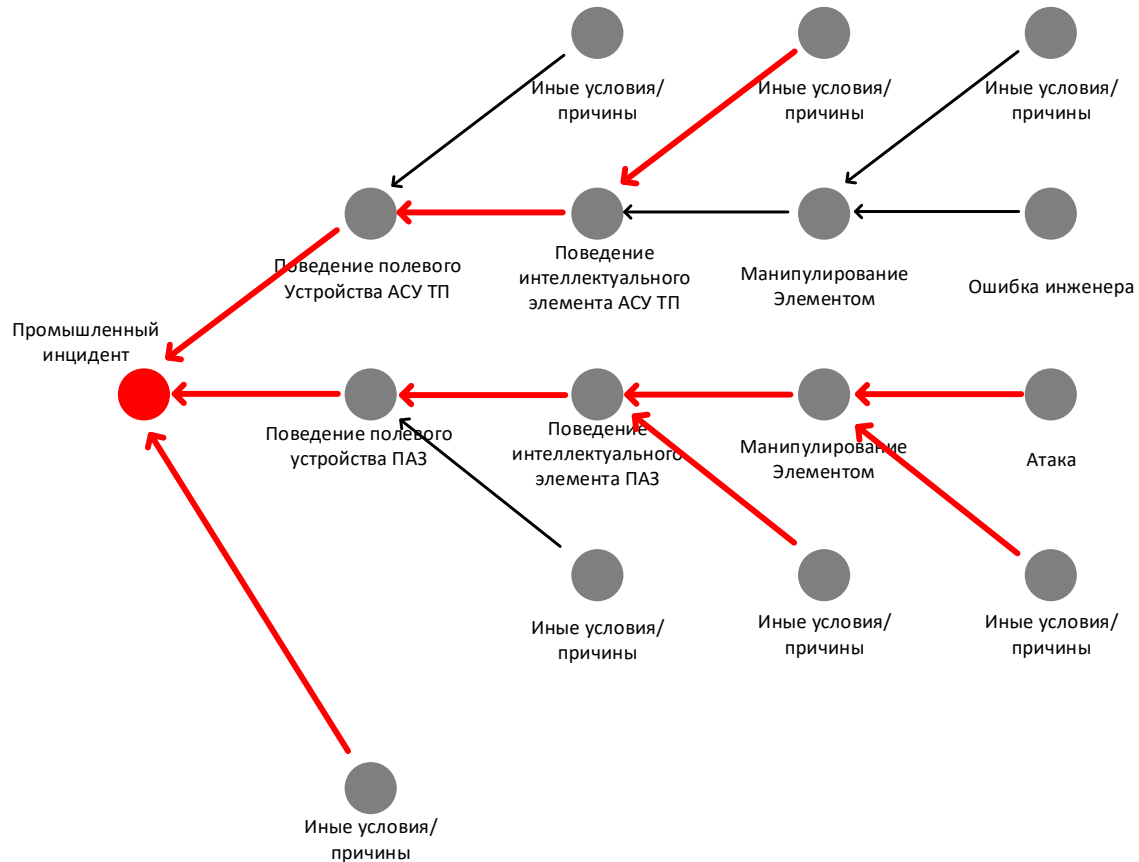 Иные условия/
причины
Иные условия/
причины
Иные условия/
причины
Поведение полевого
Устройства АСУ ТП
Поведение
интеллектуального
элемента АСУ ТП
Манипулирование
Элементом
Ошибка инженера
Промышленный
инцидент
Поведение полевого
устройства ПАЗ
Поведение
интеллектуального
элемента ПАЗ
Манипулирование
Элементом
Атака
Иные условия/
причины
Иные условия/
причины
Иные условия/
причины
Иные условия/
причины